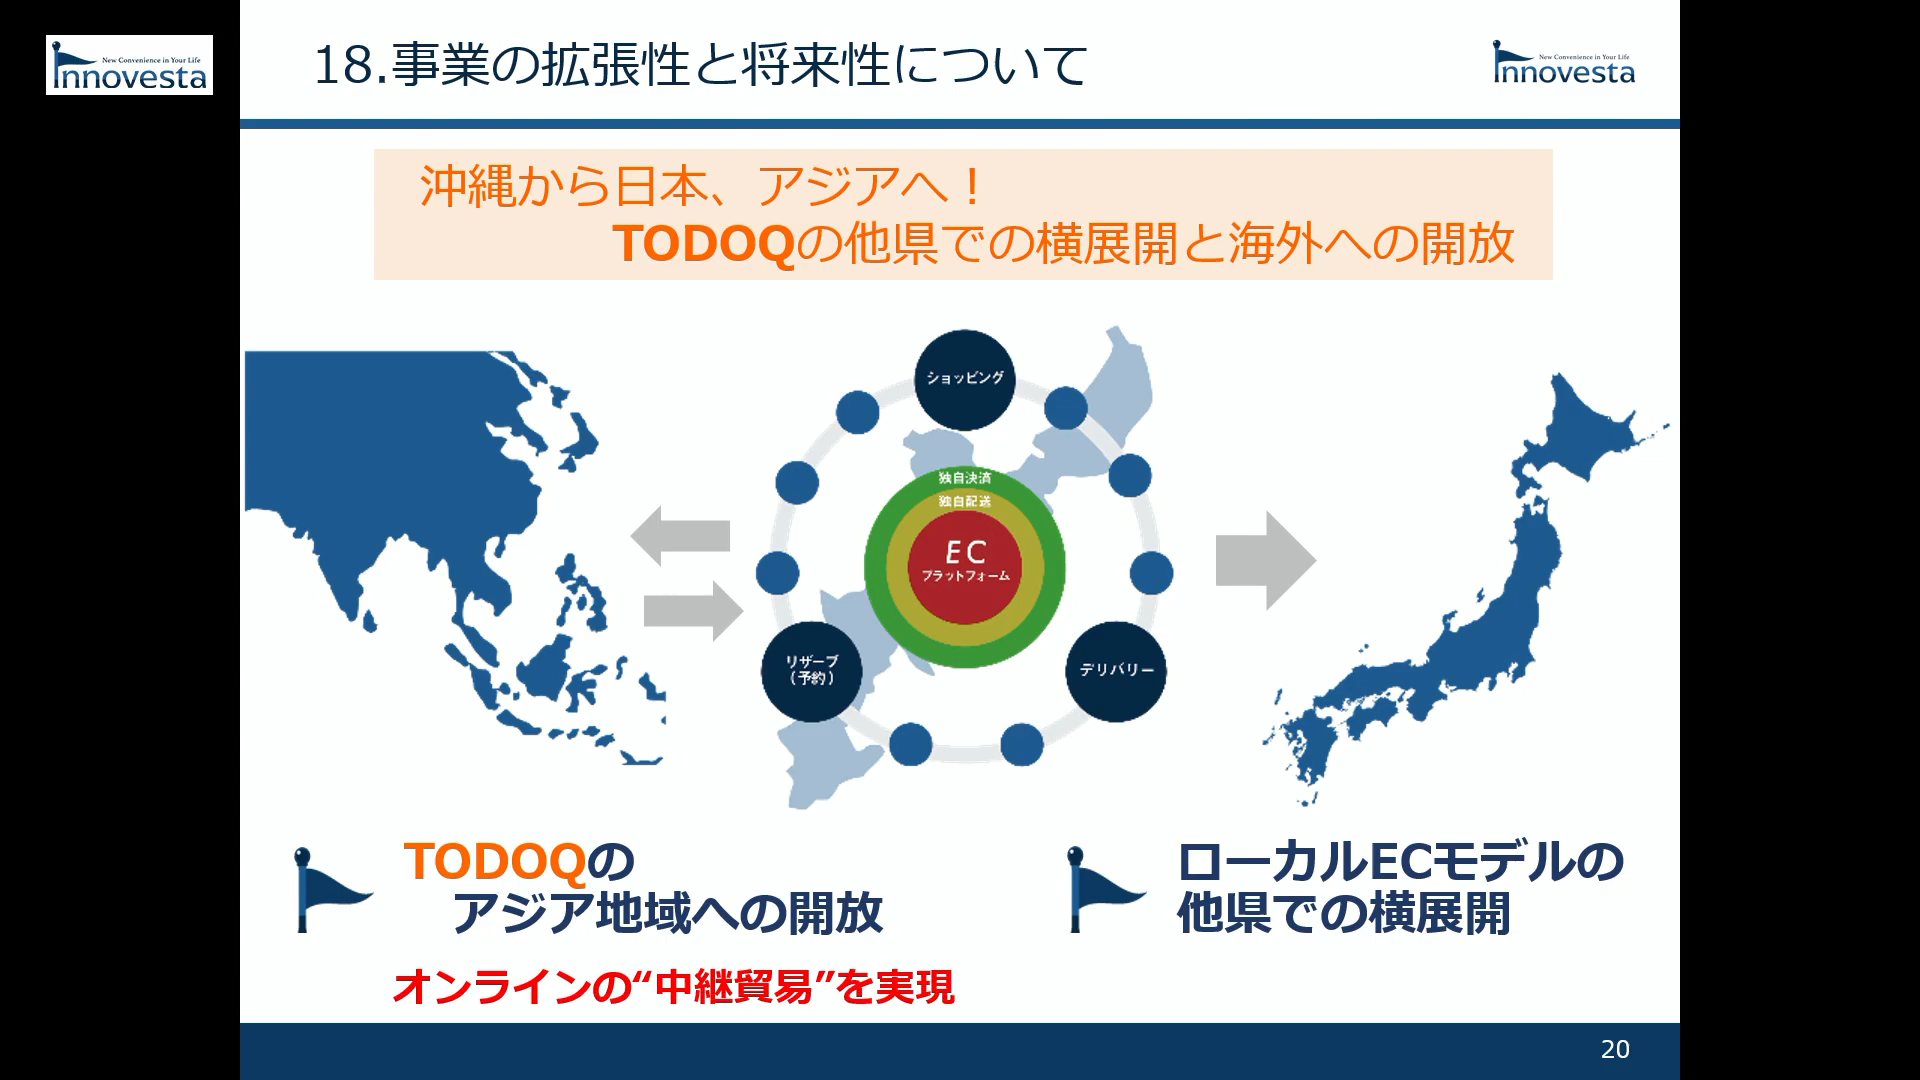 New Convenience in Your Life
Innovesta
18.事業の拡張性と将来性について
New Convenience in Your Life
Innovesta
沖縄から日本、アジアへ！
TODOQの他県での横展開と海外への開放
ショッピング
独自決済
独自配送
EC
プラットフォーム
リザーブ
（予約）
デリバリー
TODOQの
アジア地域への開放
オンラインの“中継貿易”を実現
ローカルECモデルの
他県での横展開
20